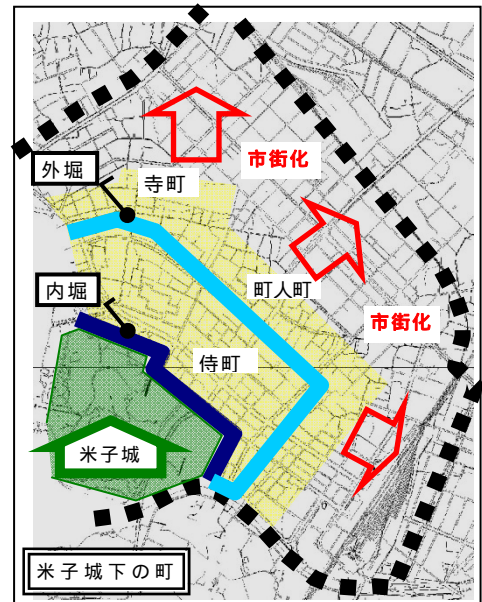 外堀
寺町
市街化
内堀
町人町
市街化
侍町
米子城
米子城下の町